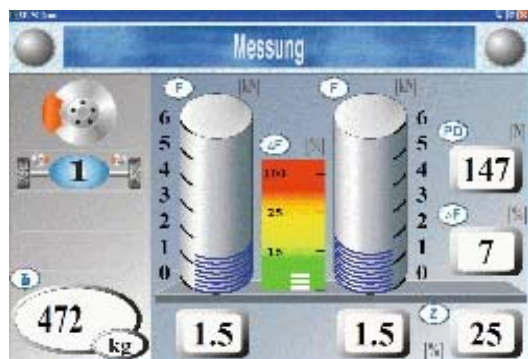 Messung
F [kN] F [kN]
6 6
5 ΔF [%] 5
4 100 4
3 3
2 25 2
1 15 1
0 0
PD [N]
147
ΔF [%]
7
1
472 kg
1.5 1.5
Z [%] 25